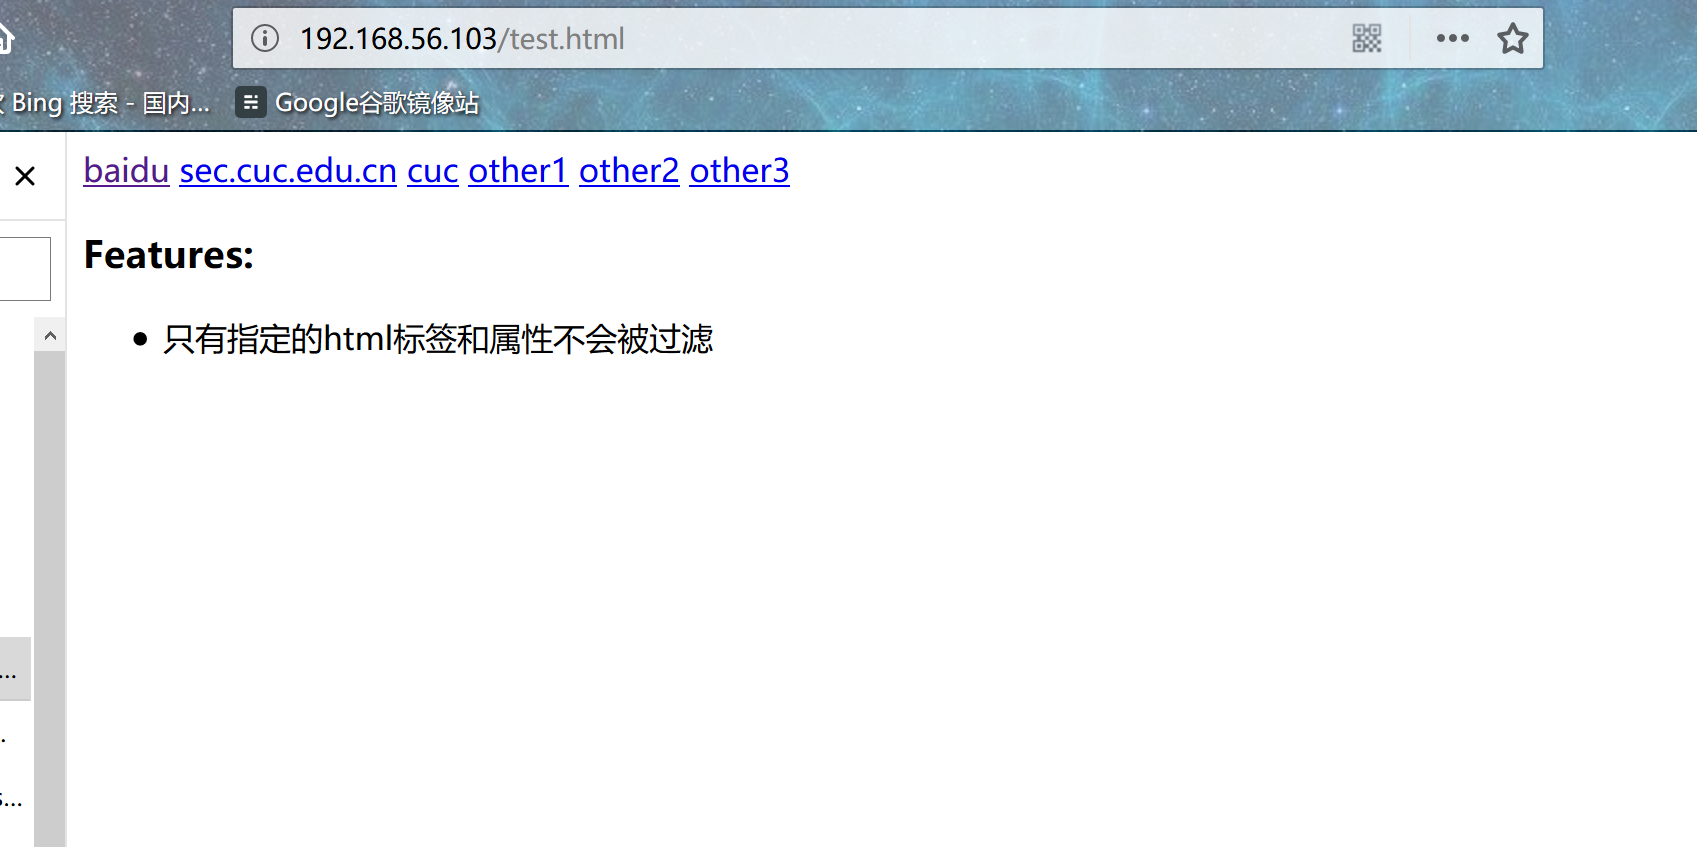 192.168.56.103/test.html
Bing 搜索 - 国内... Google谷歌镜像站
baidu sec.cuc.edu.cn cuc other1 other2 other3
Features:
只有指定的html标签和属性不会被过滤